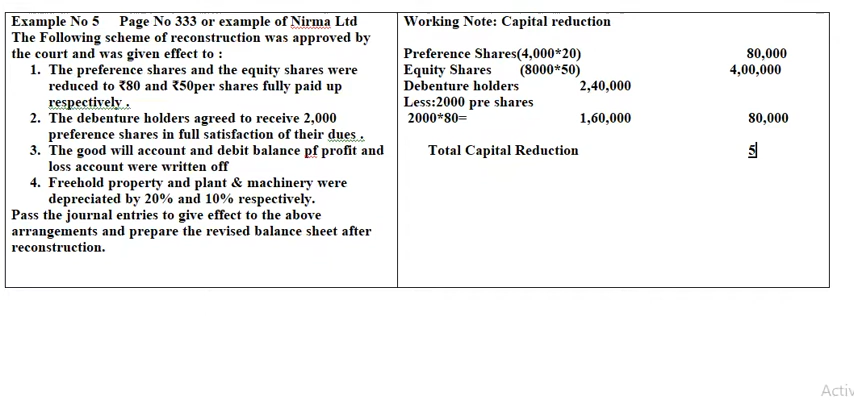 Example No 5 Page No 333 or example of Nirma Ltd
The Following scheme of reconstruction was approved by
the court and was given effect to :
1. The preference shares and the equity shares were
reduced to ₹80 and ₹50per shares fully paid up
respectively .
2. The debenture holders agreed to receive 2,000
preference shares in full satisfaction of their dues .
3. The good will account and debit balance pf profit and
loss account were written off
4. Freehold property and plant & machinery were
depreciated by 20% and 10% respectively.
Pass the journal entries to give effect to the above
arrangements and prepare the revised balance sheet after
reconstruction.
Working Note: Capital reduction
Preference Shares(4,000*20) 80,000
Equity Shares (8000*50) 4,00,000
Debenture holders 2,40,000
Less:2000 pre shares
2000*80= 1,60,000 80,000
Total Capital Reduction 5
Activ